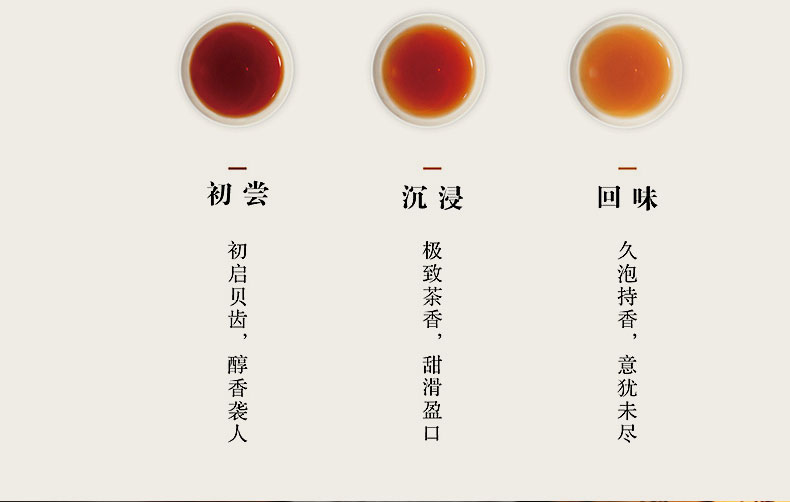 初尝
初启贝齿，醇香袭人
沉浸
极致茶香，甜滑盈口
回味
久泡持香，意犹未尽